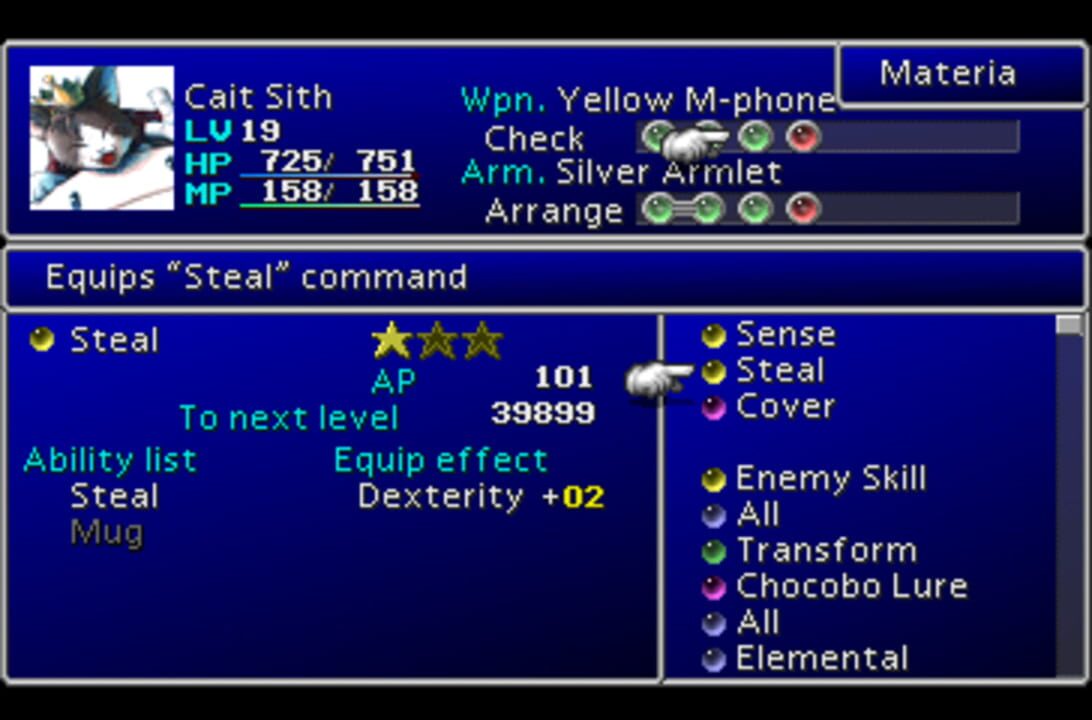 Materia
Cait Sith
LV 19
HP 725/ 751
MP 158/ 158
Wpn. Yellow M-phone
Check
Arm. Silver Armlet
Arrange
Equips “Steal” command
Steal
AP 101
To next level 39899
Ability list
Steal
Mug
Equip effect
Dexterity +02
Sense
Steal
Cover
Enemy Skill
All
Transform
Chocobo Lure
All
Elemental